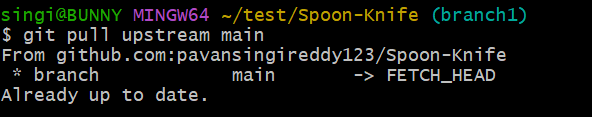 singi@BUNNY MINGW64 ~/test/Spoon-Knife (branch1)
$ git pull upstream main
From github.com:pavansingireddy123/Spoon-Knife
 * branch            main       -> FETCH_HEAD
Already up to date.